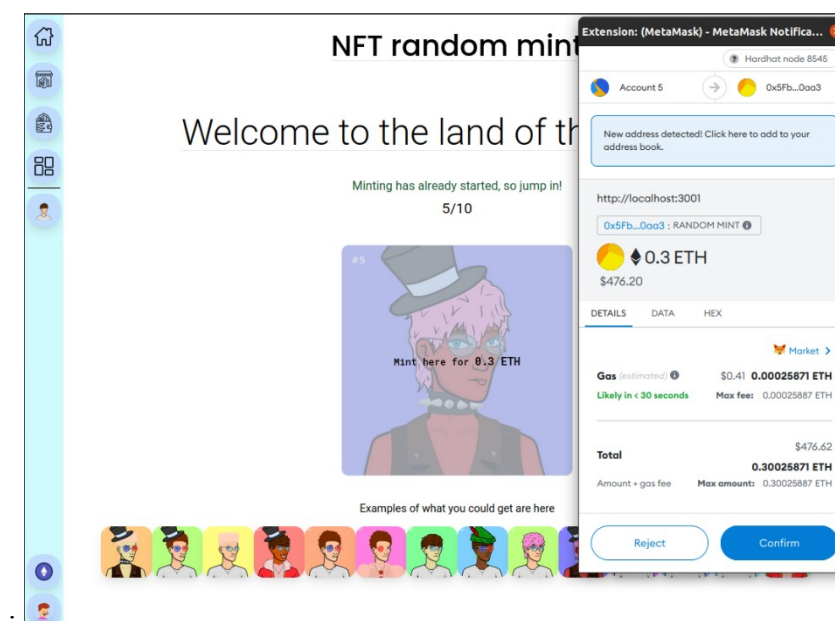 NFT random mint
Welcome to the land of th
Minting has already started, so jump in!
5/10
#5
Mint here for 0.3 ETH
Examples of what you could get are here
Extension: (MetaMask) - MetaMask Notifica...
Hardhat node 8545
Account 5
0x5Fb...0aa3
New address detected! Click here to add to your
address book.
http://localhost:3001
0x5Fb...0aa3 : RANDOM MINT
0.3 ETH
$476.20
DETAILS DATA HEX
Market >
Gas (estimated) $0.41 0.00025871 ETH
Likely in < 30 seconds Max fee: 0.00025887 ETH
Total $476.62
0.30025871 ETH
Amount + gas fee Max amount: 0.30025887 ETH
Reject Confirm